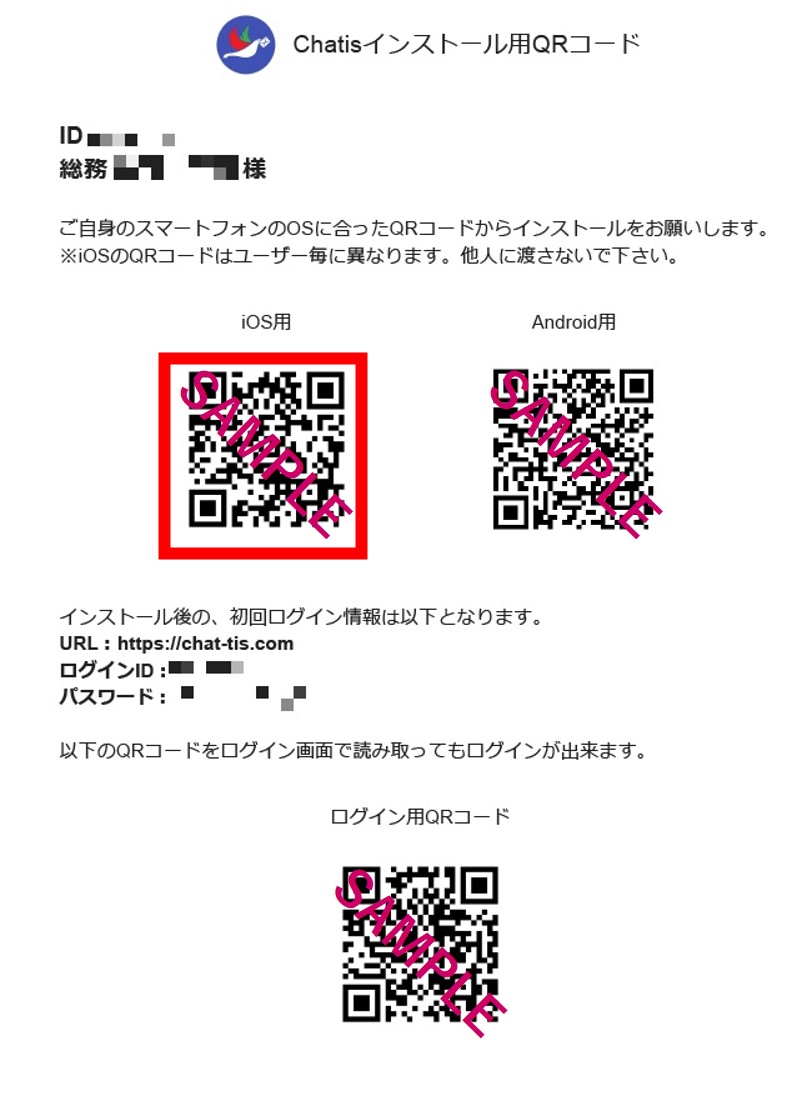 Chatisインストール用QRコード
ID
総務 様
ご自身のスマートフォンのOSに合ったQRコードからインストールをお願いします。
※iOSのQRコードはユーザー毎に異なります。他人に渡さないで下さい。
iOS用
Android用
SAMPLE
SAMPLE
インストール後の、初回ログイン情報は以下となります。
URL：https://chat-tis.com
ログインID：
パスワード：
以下のQRコードをログイン画面で読み取ってもログインが出来ます。
ログイン用QRコード
SAMPLE